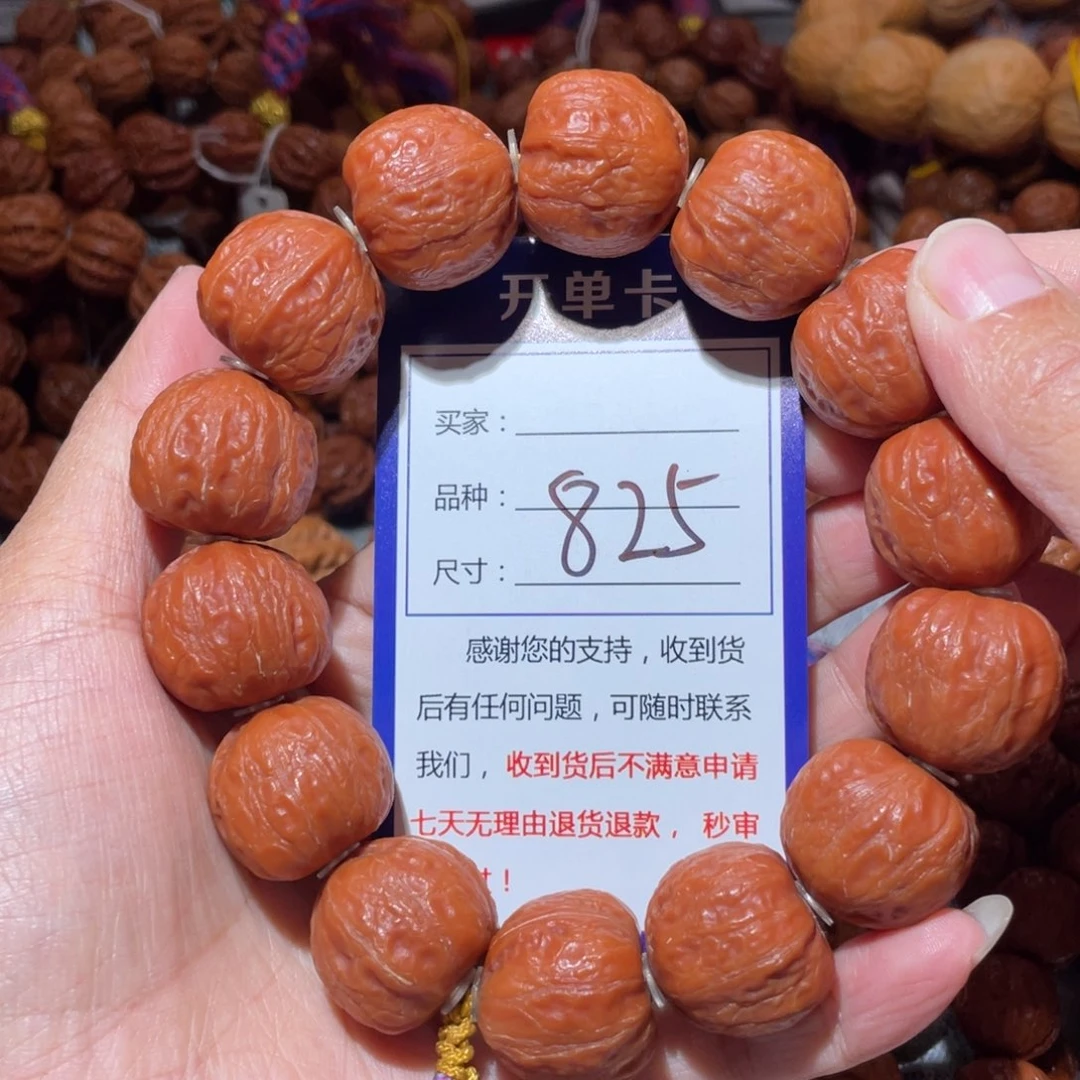 开单卡
买家：
品种：
825
尺寸：
感谢您的支持，收到货
后有任何问题，可随时联系
我们，收到货后不满意申请
七天无理由退货退款，秒审
！